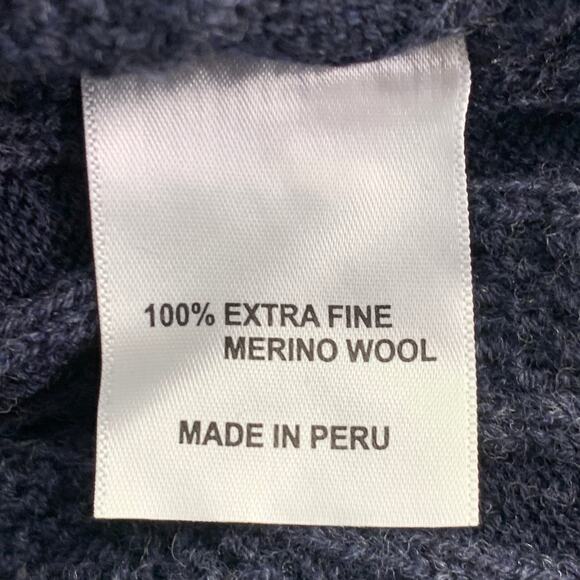 100% EXTRA FINE
MERINO WOOL
MADE IN PERU